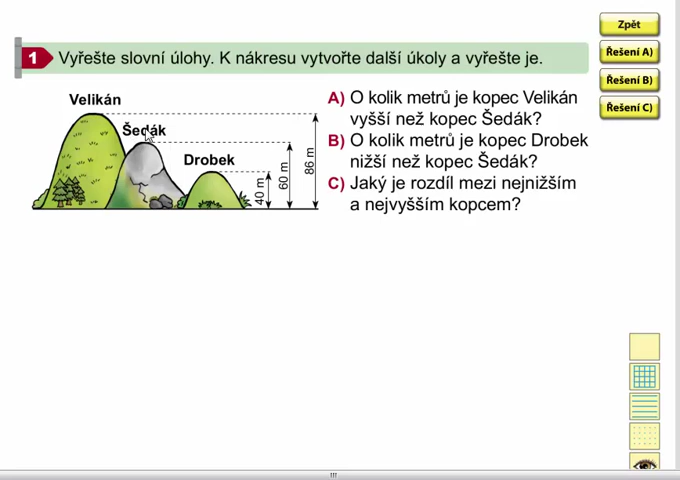 Zpět
1 Vyřešte slovní úlohy. K nákresu vytvořte další úkoly a vyřešte je.
Řešení A)
Řešení B)
Řešení C)
Velikán
Šedák
Drobek
40 m
60 m
86 m
A) O kolik metrů je kopec Velikán
vyšší než kopec Šedák?
B) O kolik metrů je kopec Drobek
nižší než kopec Šedák?
C) Jaký je rozdíl mezi nejnižším
a nejvyšším kopcem?